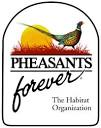 PHEASANTS
forever
The Habitat
Organization